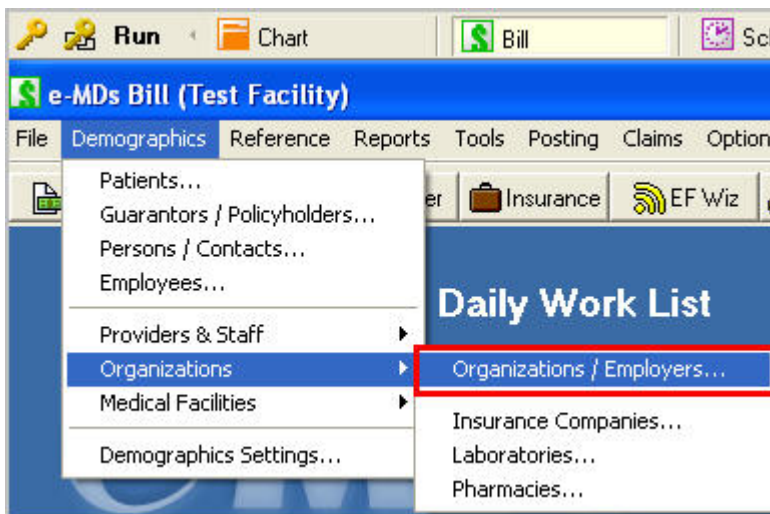 Run Chart Bill
e-MDs Bill (Test Facility)
File Demographics Reference Reports Tools Posting Claims Option
Insurance EF Wiz
Patients...
Guarantors / Policyholders...
Persons / Contacts...
Employees...
Daily Work List
Providers & Staff
Organizations
Organizations / Employers...
Medical Facilities
Insurance Companies...
Demographics Settings...
Laboratories...
Pharmacies...